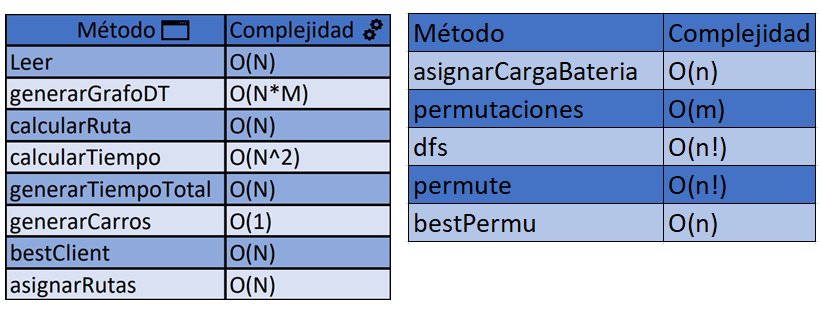 Método Complejidad
Leer O(N)
generarGrafoDT O(N*M)
calcularRuta O(N)
calcularTiempo O(N^2)
generarTiempoTotal O(N)
generarCarros O(1)
bestClient O(N)
asignarRutas O(N)
Método Complejidad
asignarCargaBateria O(n)
permutaciones O(m)
dfs O(n!)
permute O(n!)
bestPermu O(n)